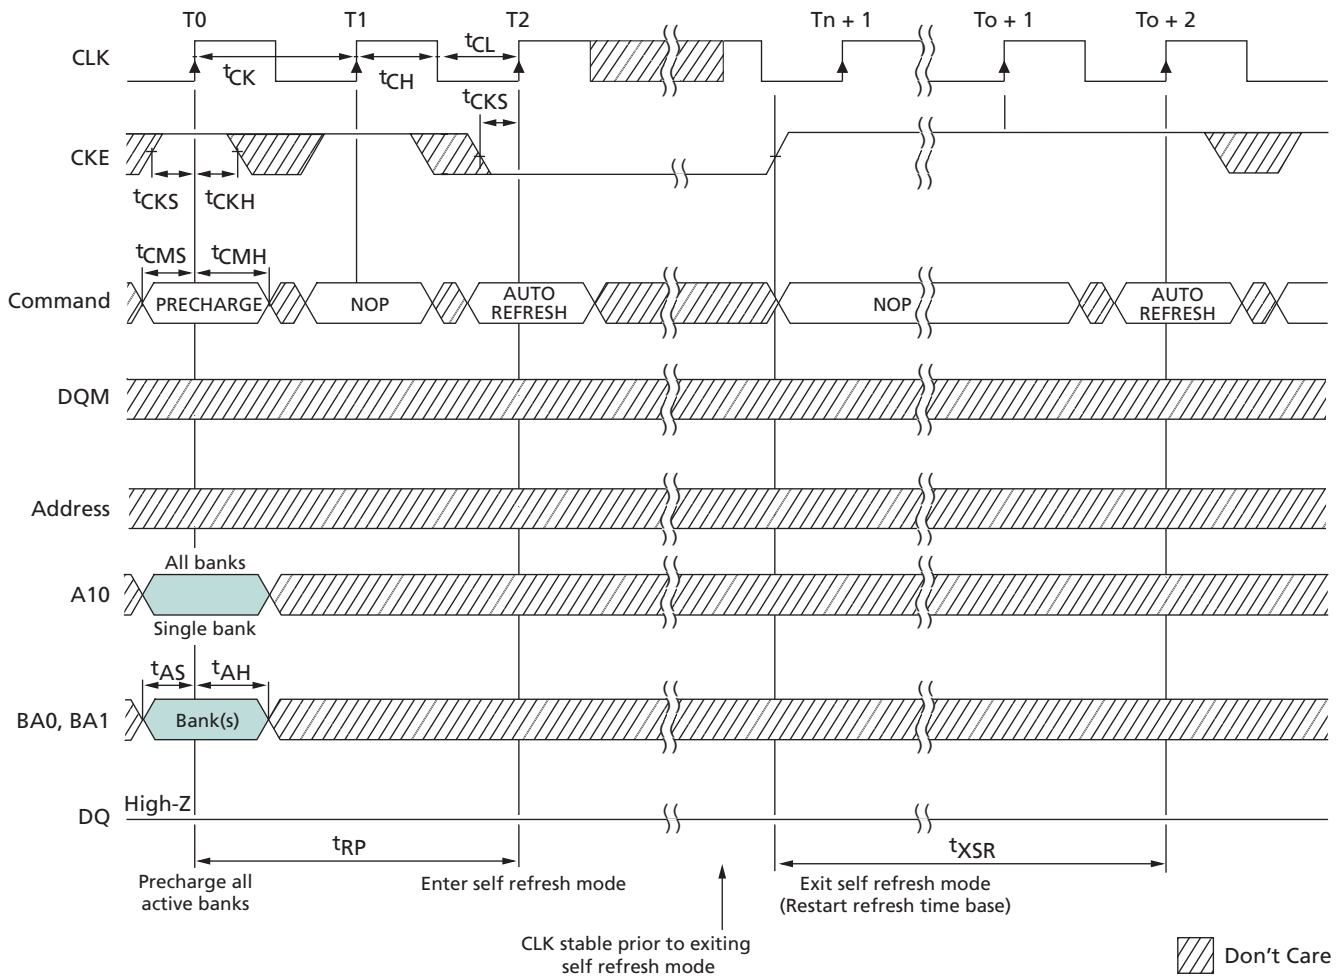 T0 T1 T2 Tn + 1 To + 1 To + 2
CLK
tCK tCH tCL
tCKS
CKE
tCKS tCKH
tCMS tCMH
Command PRECHARGE NOP AUTO REFRESH NOP AUTO REFRESH
DQM
Address
All banks
A10
Single bank
tAS tAH
BA0, BA1 Bank(s)
High-Z
DQ
tRP tXSR
Precharge all
active banks
Enter self refresh mode
Exit self refresh mode
(Restart refresh time base)
CLK stable prior to exiting
self refresh mode
Don't Care